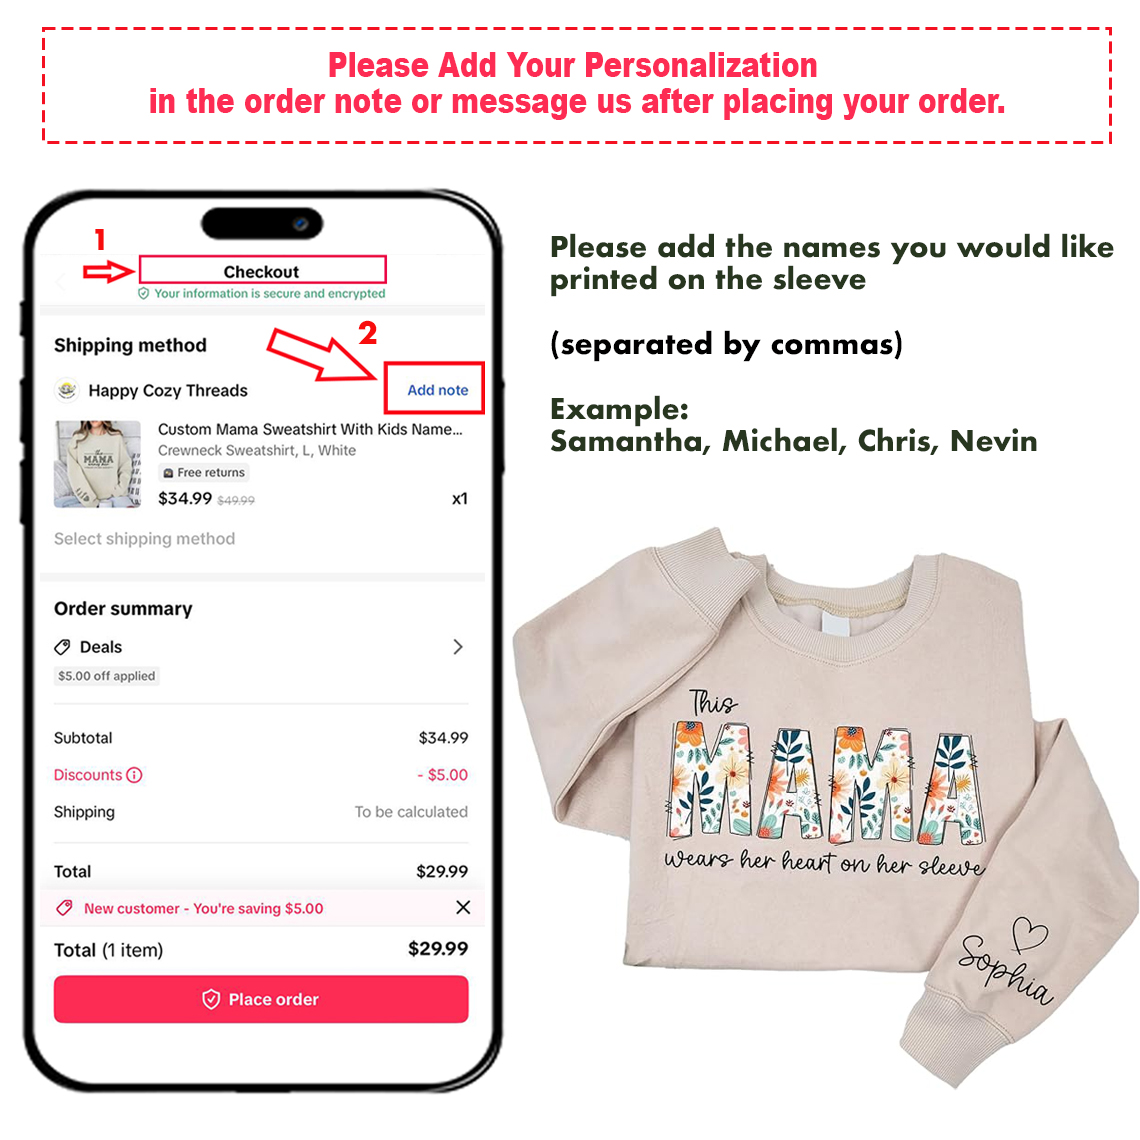 Please Add Your Personalization
in the order note or message us after placing your order.
1
Checkout
Your information is secure and encrypted
2
Shipping method
Happy Cozy Threads
Add note
Custom Mama Sweatshirt With Kids Name...
Crewneck Sweatshirt, L, White
Free returns
$34.99 $49.99
x1
MAMA
Select shipping method
Order summary
Deals
$5.00 off applied
Subtotal
$34.99
Discounts
- $5.00
Shipping
To be calculated
Total
$29.99
New customer - You're saving $5.00
Total (1 item)
$29.99
Place order
Please add the names you would like
printed on the sleeve
(separated by commas)
Example:
Samantha, Michael, Chris, Nevin
This
MAMA
wears her heart on her sleeve
Sophia